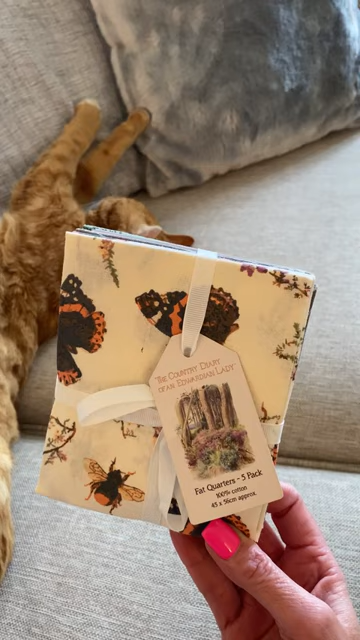 THE COUNTRY DIARY
OF AN EDWARDIAN LADY
Fat Quarters - 5 Pack
100% cotton
45 x 56cm approx.